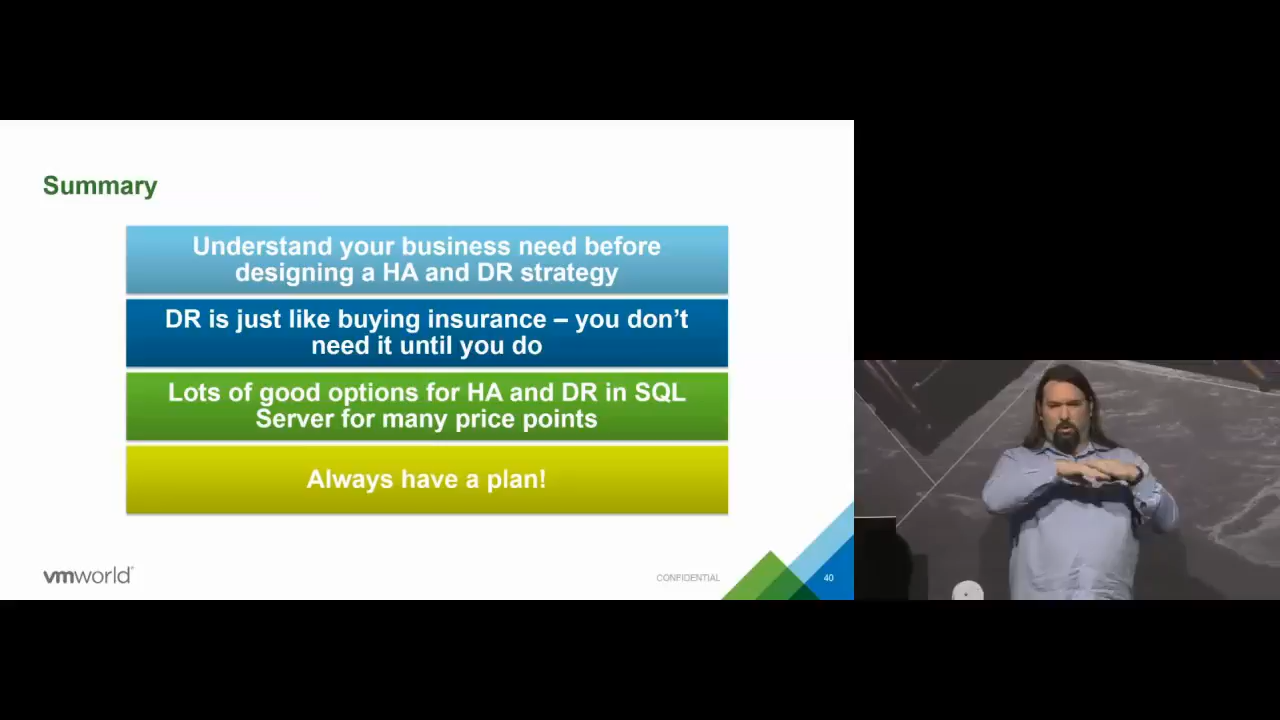 Summary
Understand your business need before
designing a HA and DR strategy
DR is just like buying insurance – you don’t
need it until you do
Lots of good options for HA and DR in SQL
Server for many price points
Always have a plan!
vmworld
CONFIDENTIAL
40